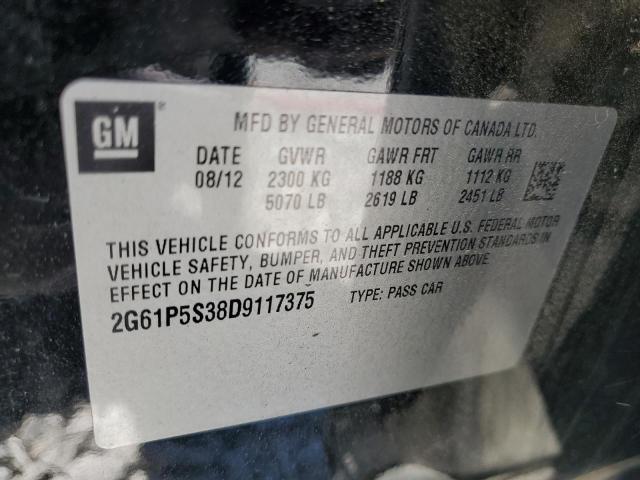 GM®
MFD BY GENERAL MOTORS OF CANADA LTD.
DATE GVWR GAWR FRT GAWR RR
08/12 2300 KG 1188 KG 1112 KG
5070 LB 2619 LB 2451 LB
THIS VEHICLE CONFORMS TO ALL APPLICABLE U.S. FEDERAL MOTOR
VEHICLE SAFETY, BUMPER, AND THEFT PREVENTION STANDARDS IN
EFFECT ON THE DATE OF MANUFACTURE SHOWN ABOVE.
2G61P5S38D9117375 TYPE: PASS CAR